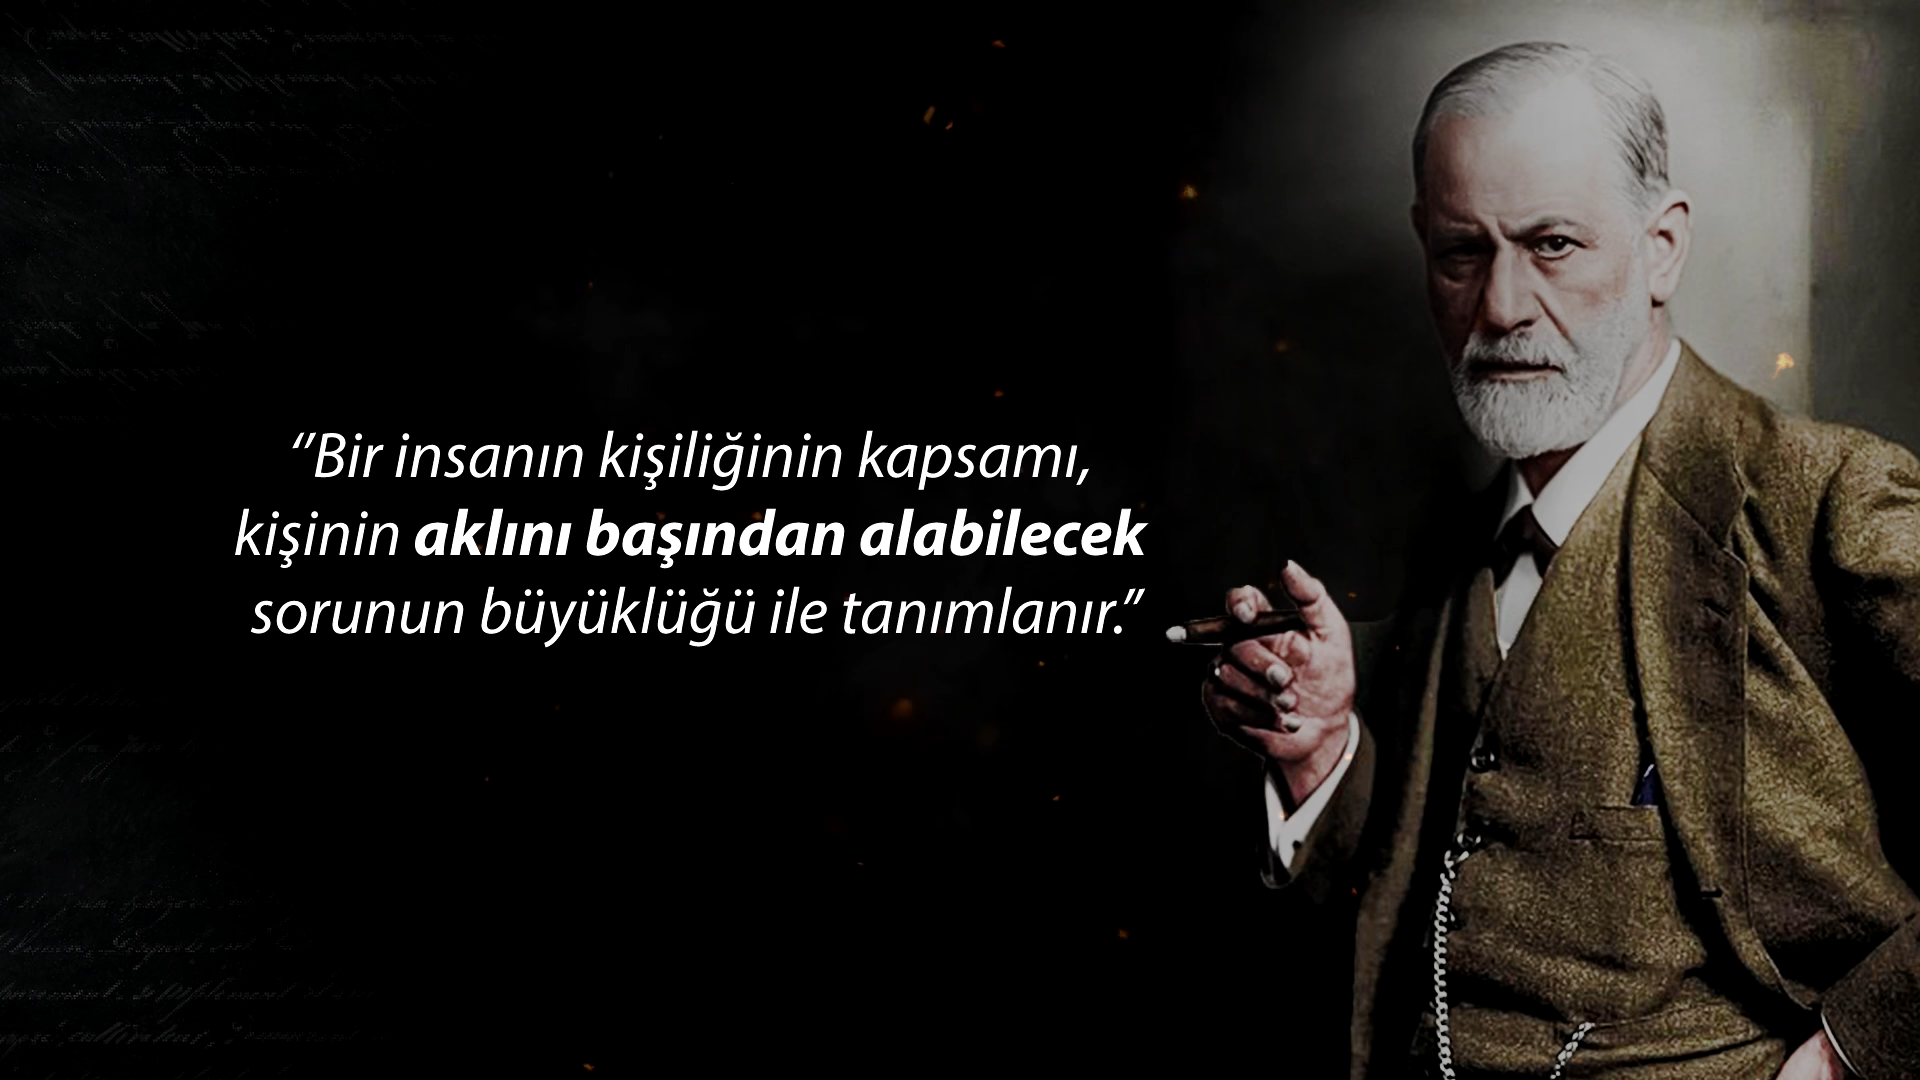 “Bir insanın kişiliğinin kapsamı,
kişinin aklını başından alabilecek
sorunun büyüklüğü ile tanımlanır.”